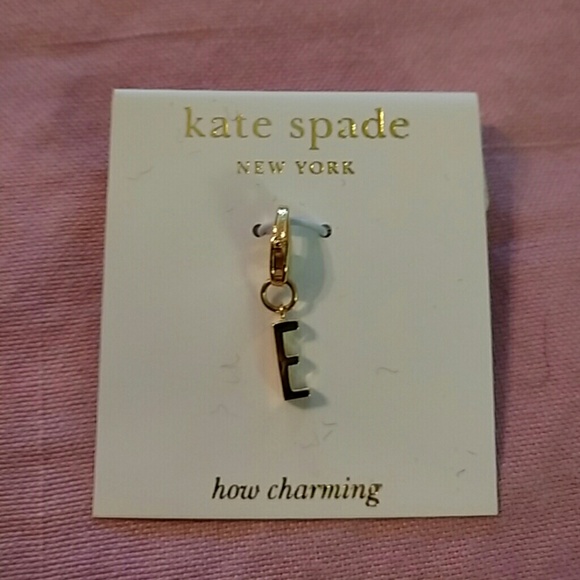 kate spade
NEW YORK
E
how charming